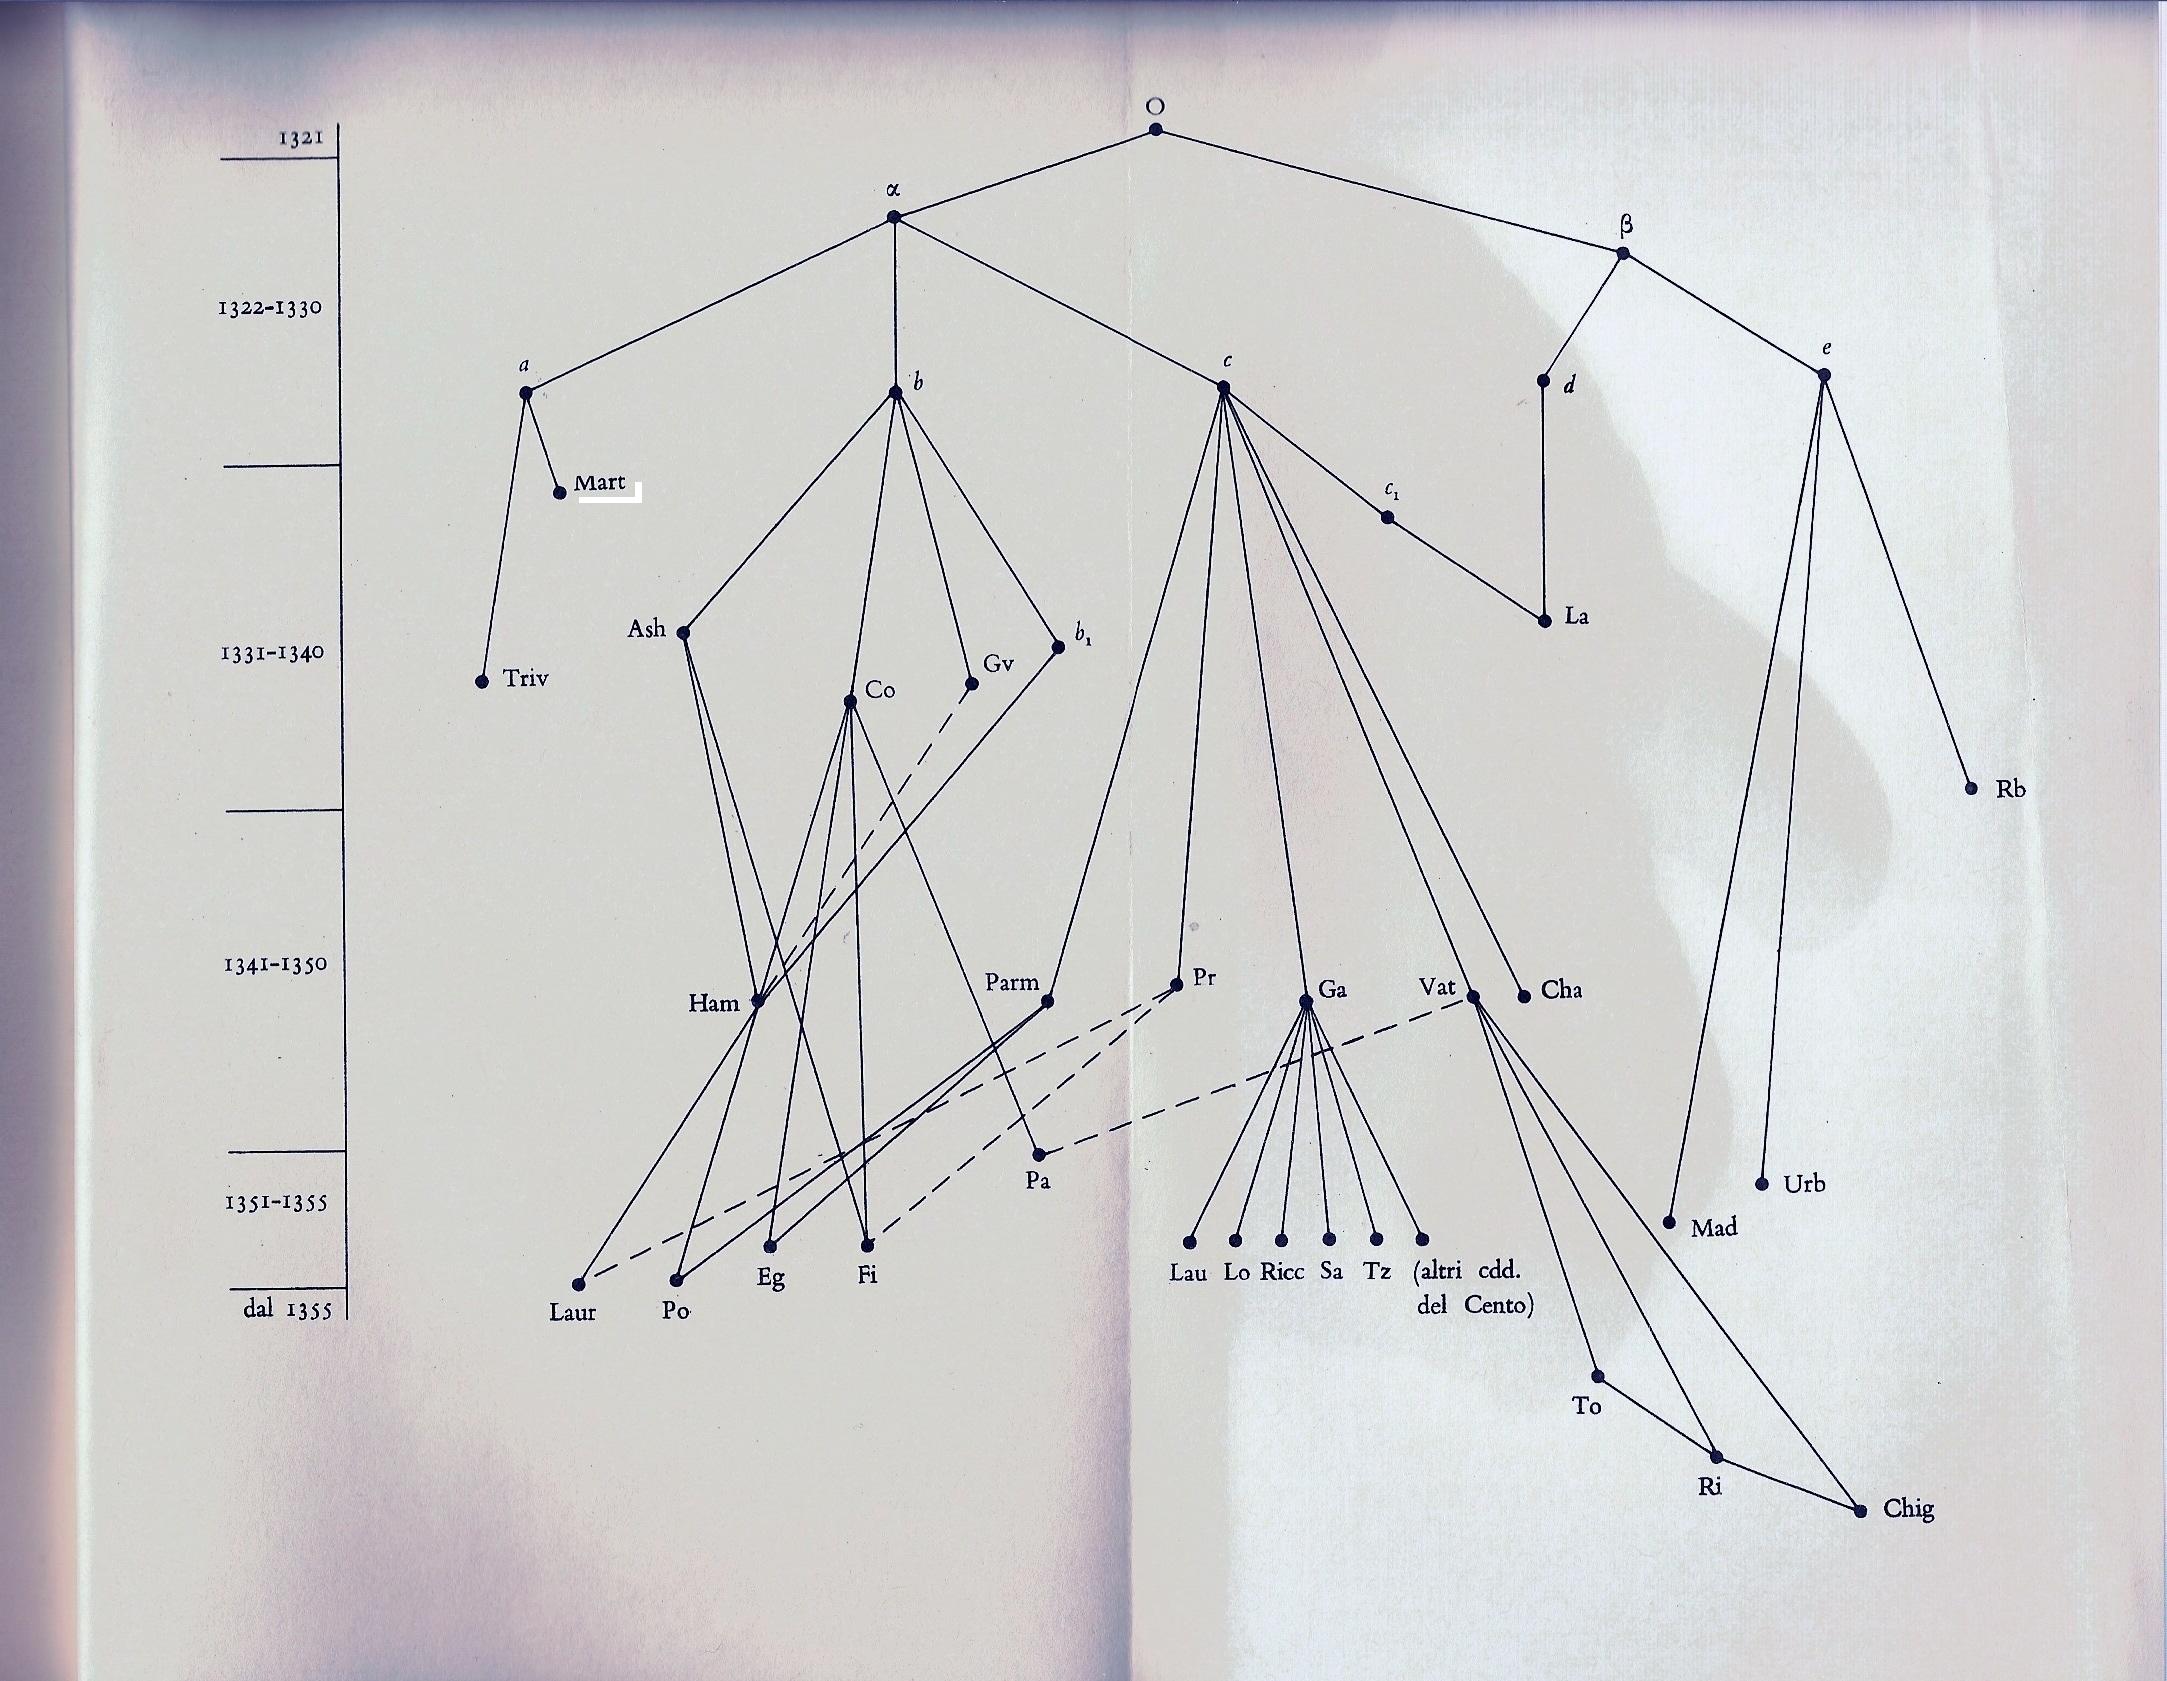 O
1321
α
β
1322-1330
a
b
c
d
e
Mart
c₁
Ash
b₁
La
1331-1340
Triv
Gv
Co
Rb
1341-1350
Ham
Parm
Pr
Ga
Vat
Cha
1351-1355
Pa
Urb
Mad
Laur
Po
Eg
Fi
Lau Lo Ricc Sa Tz (altri cdd.
del Cento)
dal 1355
To
Ri
Chig